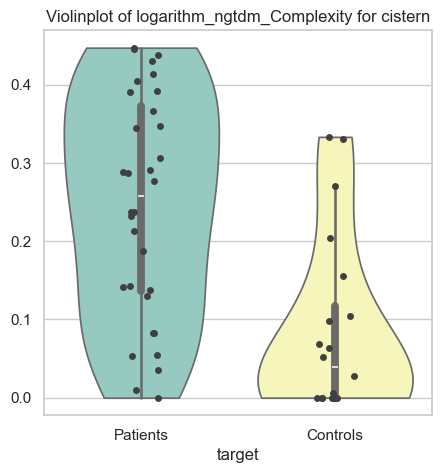 Violinplot of logarithm_ngtdm_Complexity for cistern
0.4
0.3
0.2
0.1
0.0
Patients Controls
target